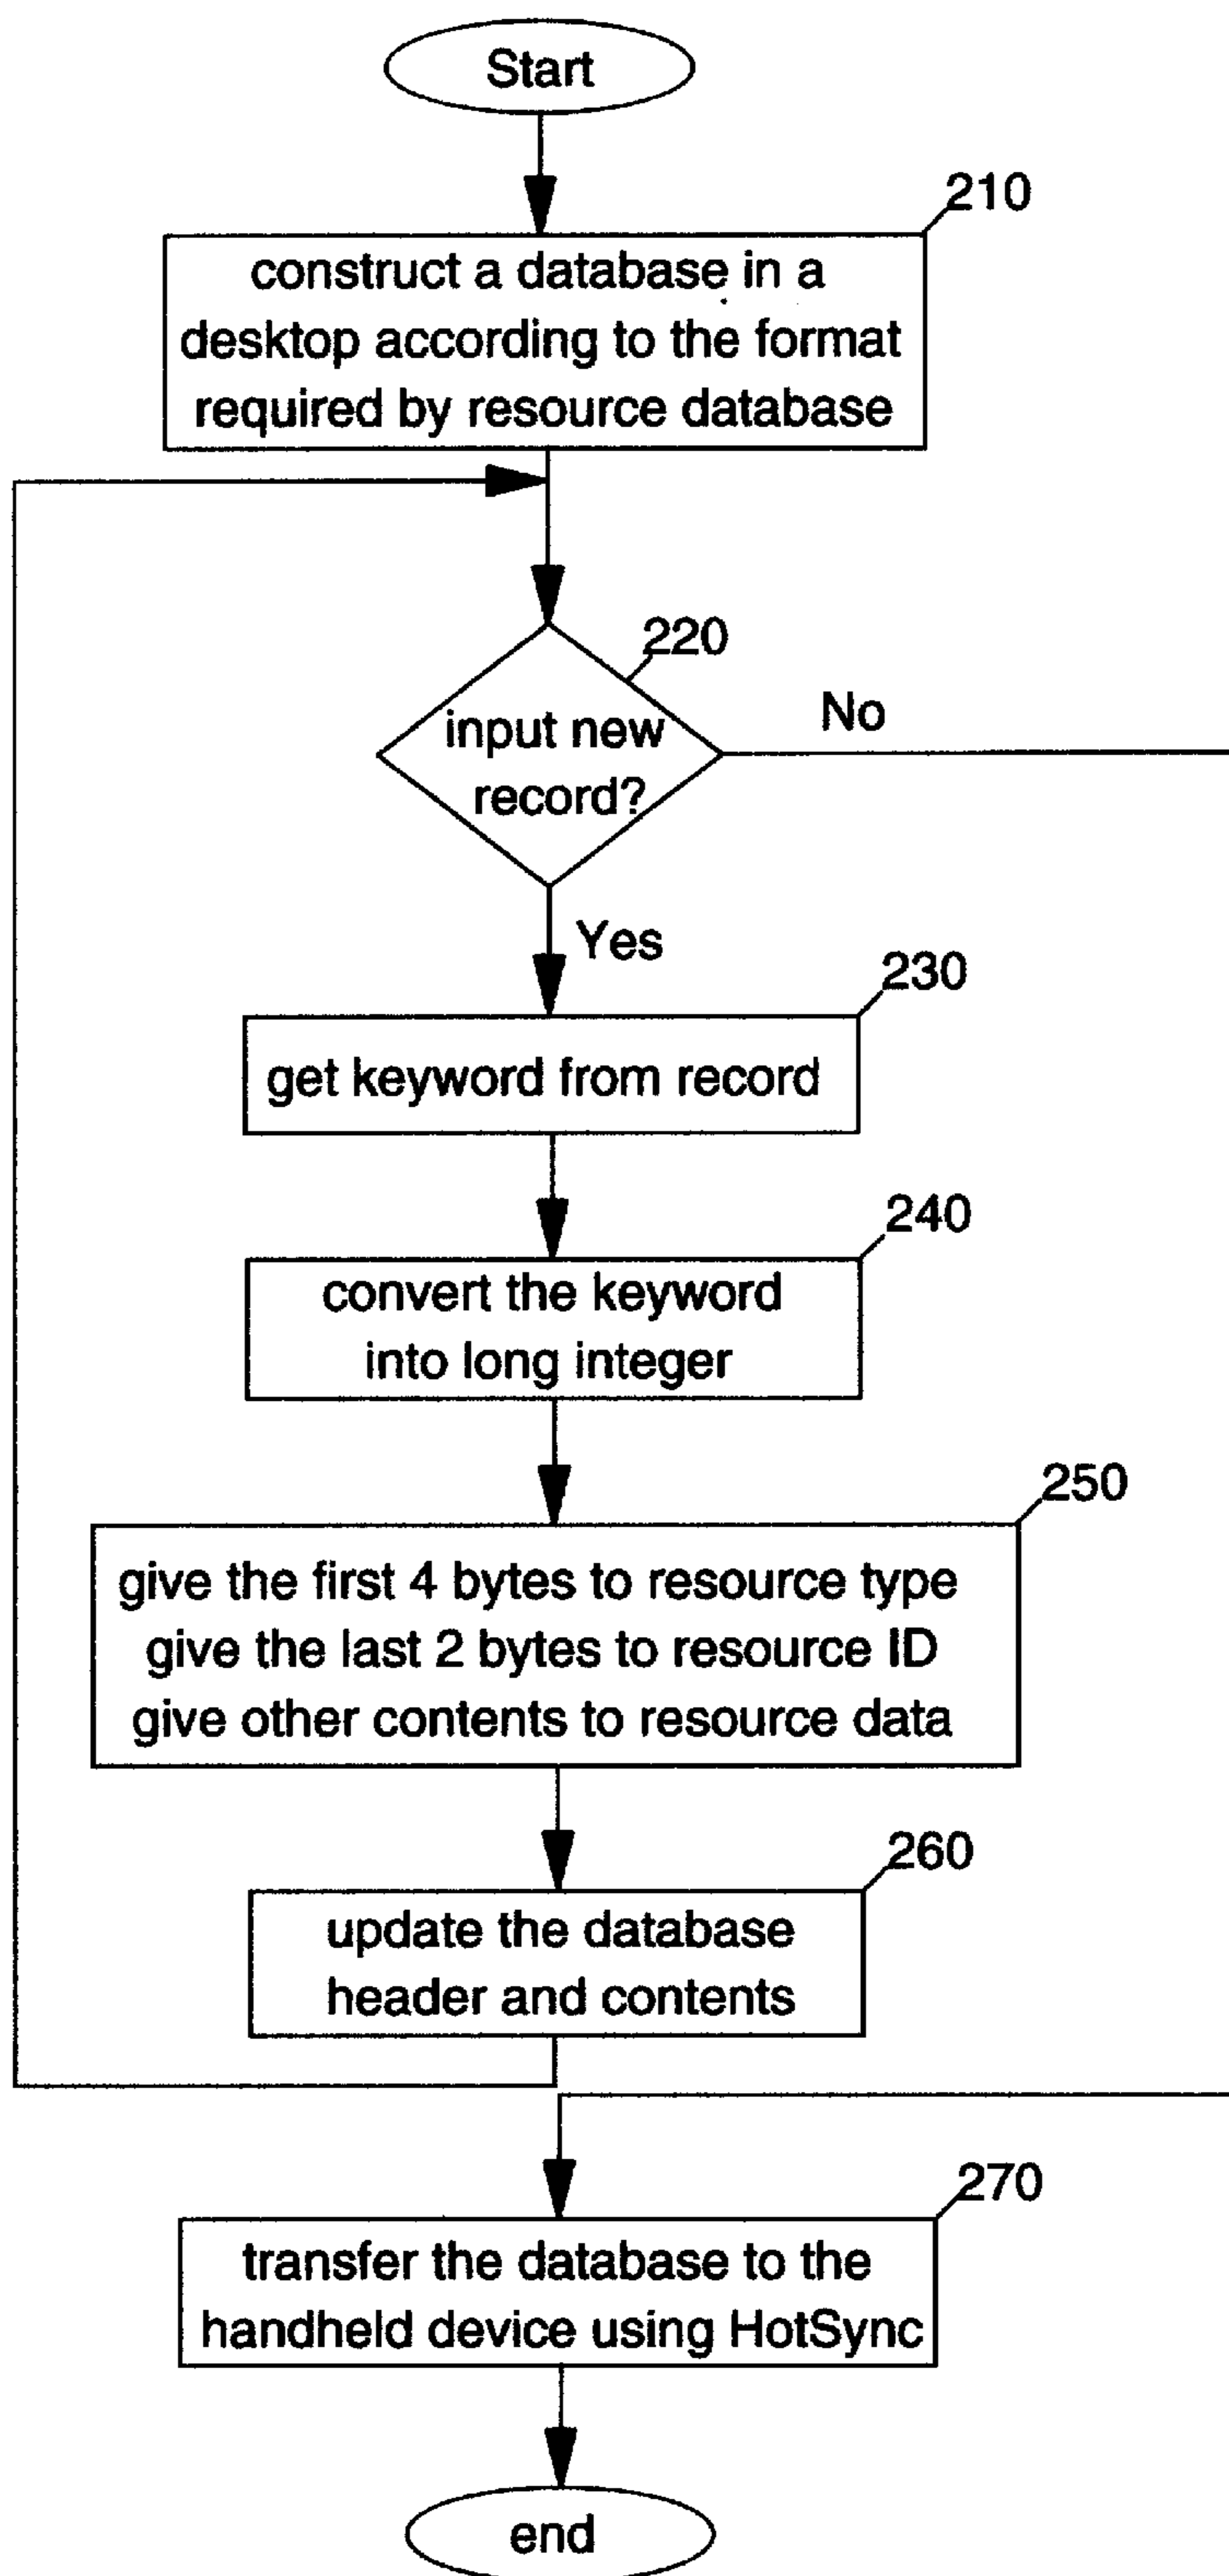 Start
210
construct a database in a
desktop according to the format
required by resource database
220
input new
record?
No
Yes
230
get keyword from record
240
convert the keyword
into long integer
250
give the first 4 bytes to resource type
give the last 2 bytes to resource ID
give other contents to resource data
260
update the database
header and contents
270
transfer the database to the
handheld device using HotSync
end